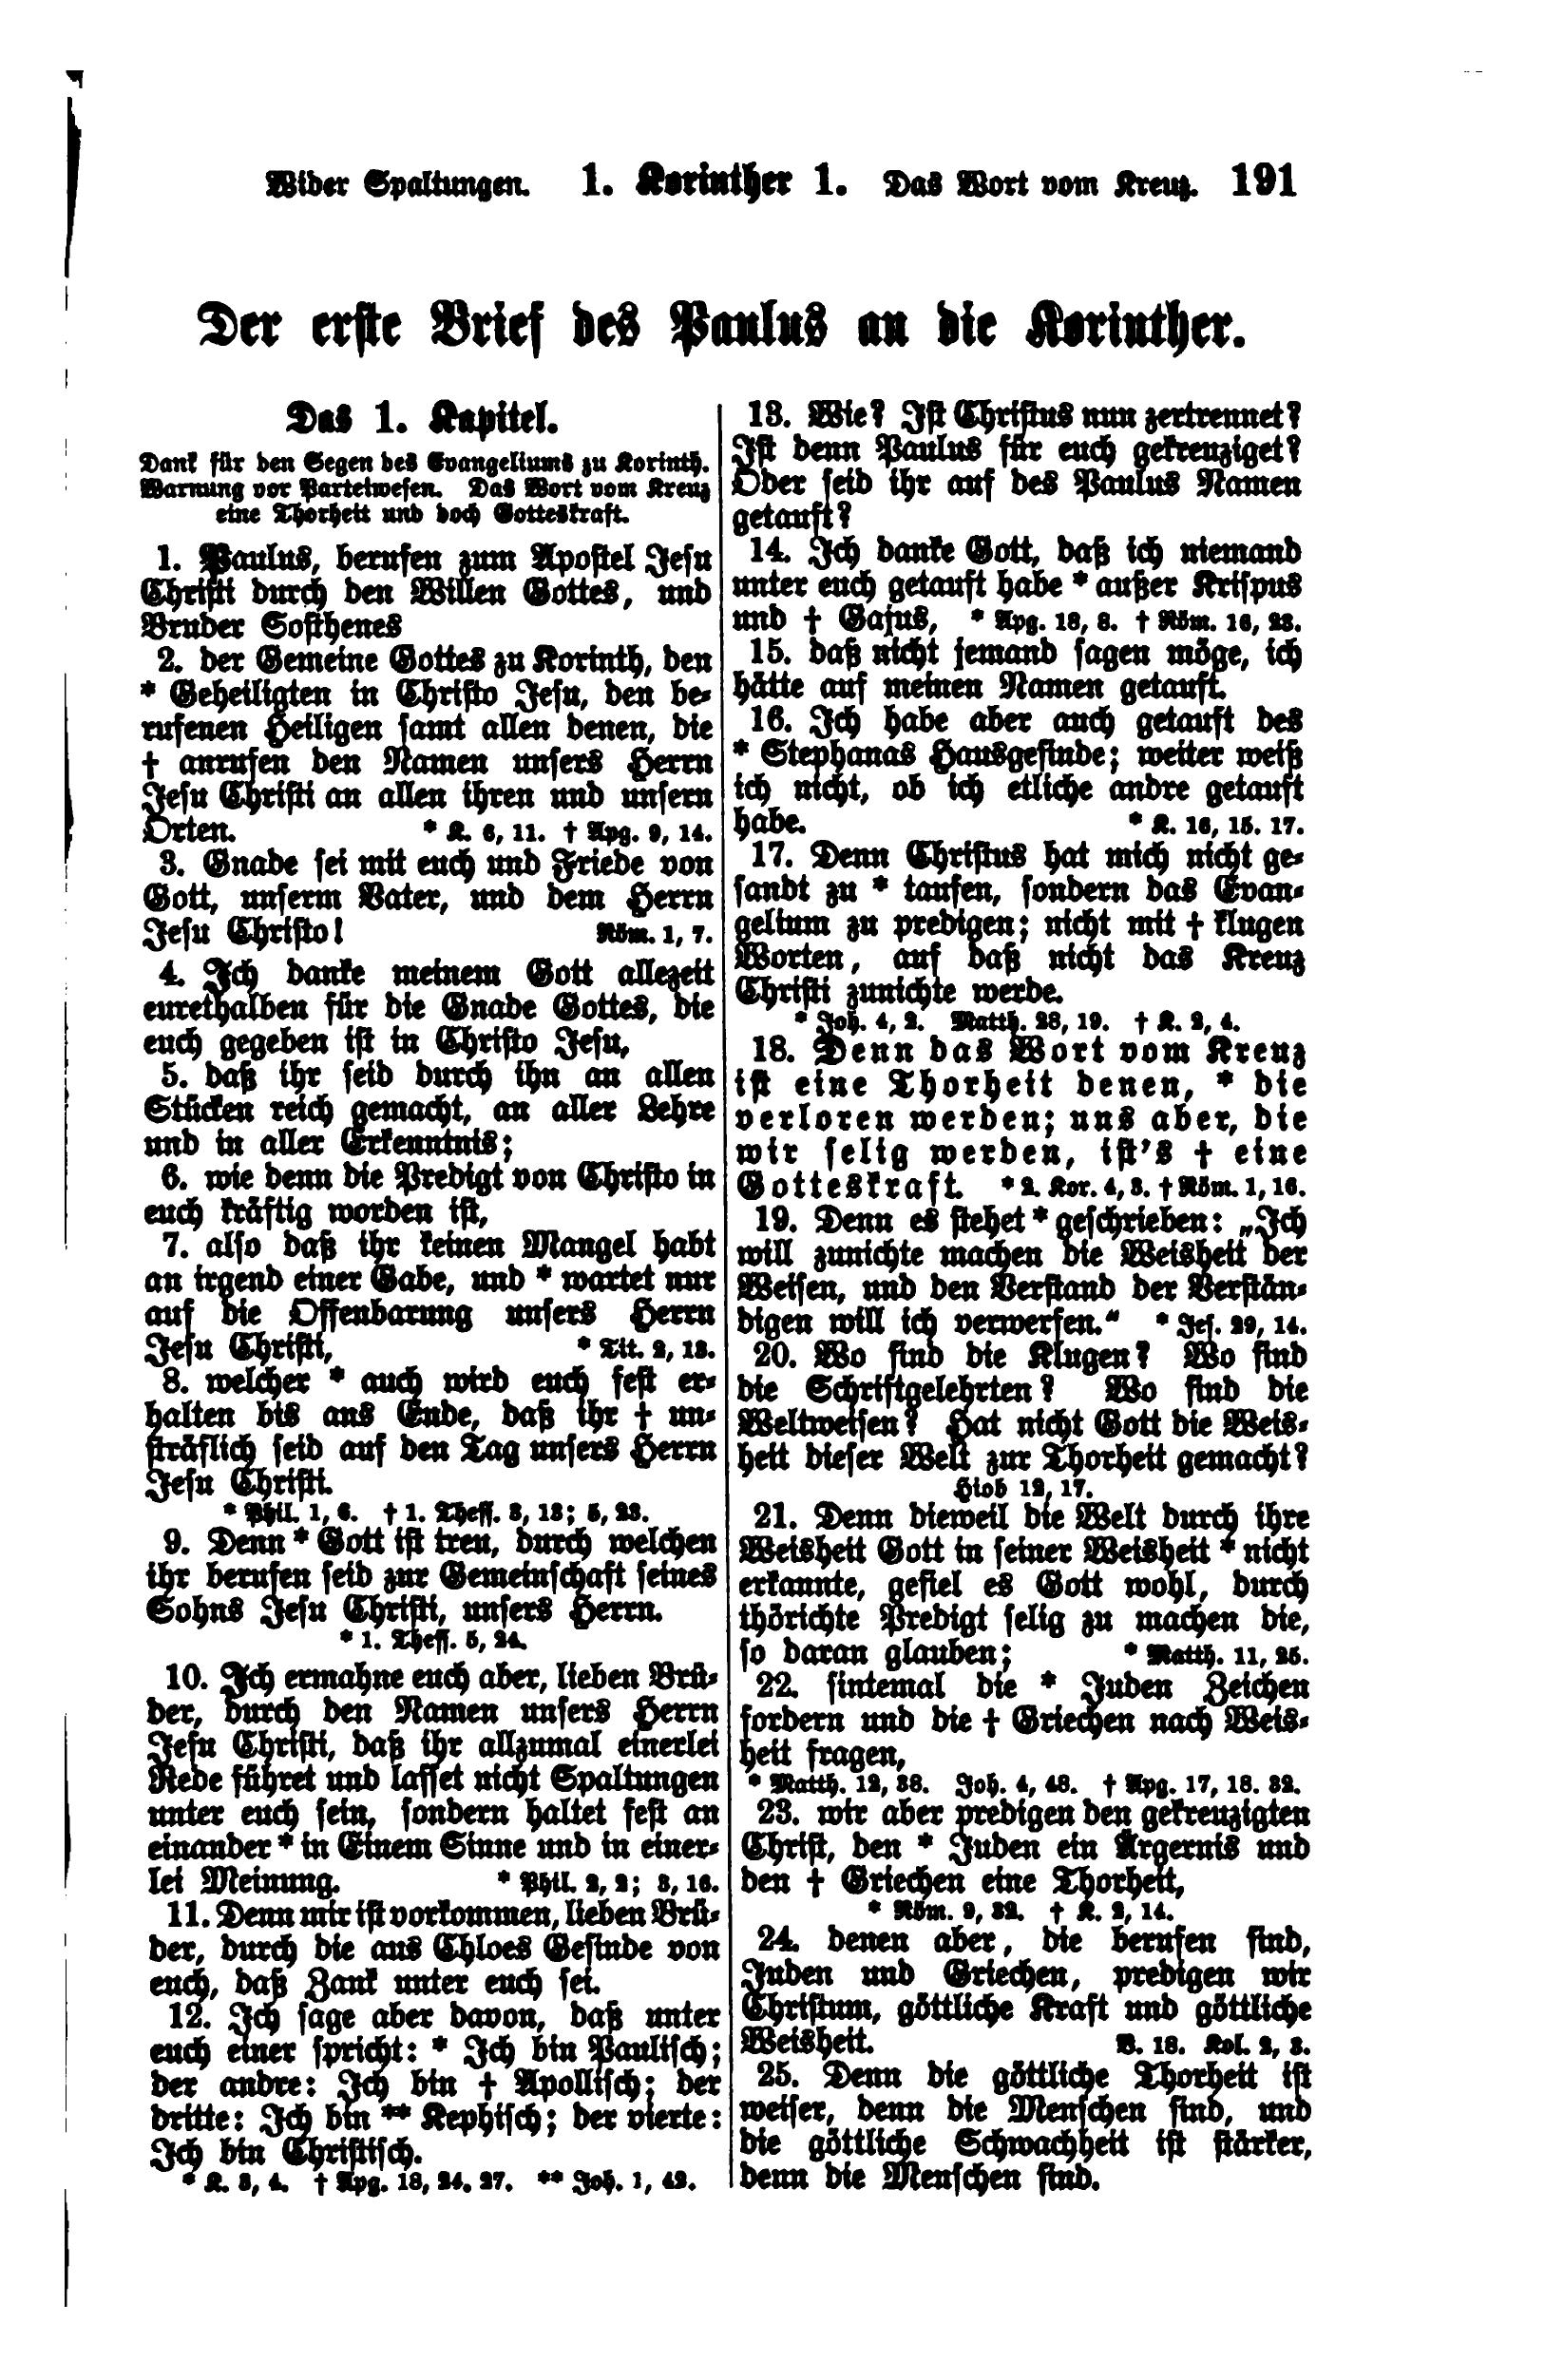 Wider Spaltungen. 1. Korinther 1. Das Wort vom Kreuz. 191
Der erste Brief des Paulus an die Korinther.
Das 1. Kapitel.
Dank für den Segen des Evangeliums zu Korinth.
Warnung vor Parteiwesen. Das Wort vom Kreuz
eine Thorheit und doch Gotteskraft.
1. Paulus, berufen zum Apostel Jesu
Christi durch den Willen Gottes, und
Bruder Sosthenes
2. der Gemeine Gottes zu Korinth, den
* Geheiligten in Christo Jesu, den be-
rufenen Heiligen samt allen denen, die
† anrufen den Namen unsers Herrn
Jesu Christi an allen ihren und unsern
Orten. * K. 6, 11. † Apg. 9, 14.
3. Gnade sei mit euch und Friede von
Gott, unserm Vater, und dem Herrn
Jesu Christo! Röm. 1, 7.
4. Ich danke meinem Gott allezeit
eurethalben für die Gnade Gottes, die
euch gegeben ist in Christo Jesu,
5. daß ihr seid durch ihn an allen
Stücken reich gemacht, an aller Lehre
und in aller Erkenntnis;
6. wie denn die Predigt von Christo in
euch kräftig worden ist,
7. also daß ihr keinen Mangel habt
an irgend einer Gabe, und * wartet nur
auf die Offenbarung unsers Herrn
Jesu Christi, * Tit. 2, 13.
8. welcher * auch wird euch fest er-
halten bis ans Ende, daß ihr † un-
sträflich seid auf den Tag unsers Herrn
Jesu Christi.
* Phil. 1, 6. † 1. Thess. 3, 13; 5, 23.
9. Denn * Gott ist treu, durch welchen
ihr berufen seid zur Gemeinschaft seines
Sohns Jesu Christi, unsers Herrn.
* 1. Thess. 5, 24.
10. Ich ermahne euch aber, lieben Brü-
der, durch den Namen unsers Herrn
Jesu Christi, daß ihr allzumal einerlei
Rede führet und lasset nicht Spaltungen
unter euch sein, sondern haltet fest an
einander * in Einem Sinne und in einer-
lei Meinung. * Phil. 2, 2; 3, 16.
11. Denn mir ist vorkommen, lieben Brü-
der, durch die aus Chloes Gesinde von
euch, daß Zank unter euch sei.
12. Ich sage aber davon, daß unter
euch einer spricht: * Ich bin Paulisch;
der andre: Ich bin † Apollisch; der
dritte: Ich bin ** Kephisch; der vierte:
Ich bin Christisch.
* K. 3, 4. † Apg. 18, 24. 27. ** Joh. 1, 42.
13. Wie? Ist Christus nun zertrennet?
Ist denn Paulus für euch gekreuziget?
Oder seid ihr auf des Paulus Namen
getauft?
14. Ich danke Gott, daß ich niemand
unter euch getauft habe * außer Krispus
und † Gajus, * Apg. 18, 8. † Röm. 16, 23.
15. daß nicht jemand sagen möge, ich
hätte auf meinen Namen getauft.
16. Ich habe aber auch getauft des
* Stephanas Hausgesinde; weiter weiß
ich nicht, ob ich etliche andre getauft
habe. * K. 16, 15. 17.
17. Denn Christus hat mich nicht ge-
sandt zu * taufen, sondern das Evan-
gelium zu predigen; nicht mit † klugen
Worten, auf daß nicht das Kreuz
Christi zunichte werde.
* Joh. 4, 2. Matth. 28, 19. † K. 2, 4.
18. Denn das Wort vom Kreuz
ist eine Thorheit denen, * die
verloren werden; uns aber, die
wir selig werden, ist's † eine
Gotteskraft. * 2. Kor. 4, 3. † Röm. 1, 16.
19. Denn es stehet * geschrieben: „Ich
will zunichte machen die Weisheit der
Weisen, und den Verstand der Verstän-
digen will ich verwerfen.“ * Jes. 29, 14.
20. Wo sind die Klugen? Wo sind
die Schriftgelehrten? Wo sind die
Weltweisen? Hat nicht Gott die Weis-
heit dieser Welt zur Thorheit gemacht?
Hiob 12, 17.
21. Denn dieweil die Welt durch ihre
Weisheit Gott in seiner Weisheit * nicht
erkannte, gefiel es Gott wohl, durch
thörichte Predigt selig zu machen die,
so daran glauben; * Matth. 11, 25.
22. sintemal die * Juden Zeichen
fordern und die † Griechen nach Weis-
heit fragen,
* Matth. 12, 38. Joh. 4, 48. † Apg. 17, 18. 32.
23. wir aber predigen den gekreuzigten
Christ, den * Juden ein Ärgernis und
den † Griechen eine Thorheit,
* Röm. 9, 32. † K. 2, 14.
24. denen aber, die berufen sind,
Juden und Griechen, predigen wir
Christum, göttliche Kraft und göttliche
Weisheit. V. 18. Kol. 2, 3.
25. Denn die göttliche Thorheit ist
weiser, denn die Menschen sind, und
die göttliche Schwachheit ist stärker,
denn die Menschen sind.